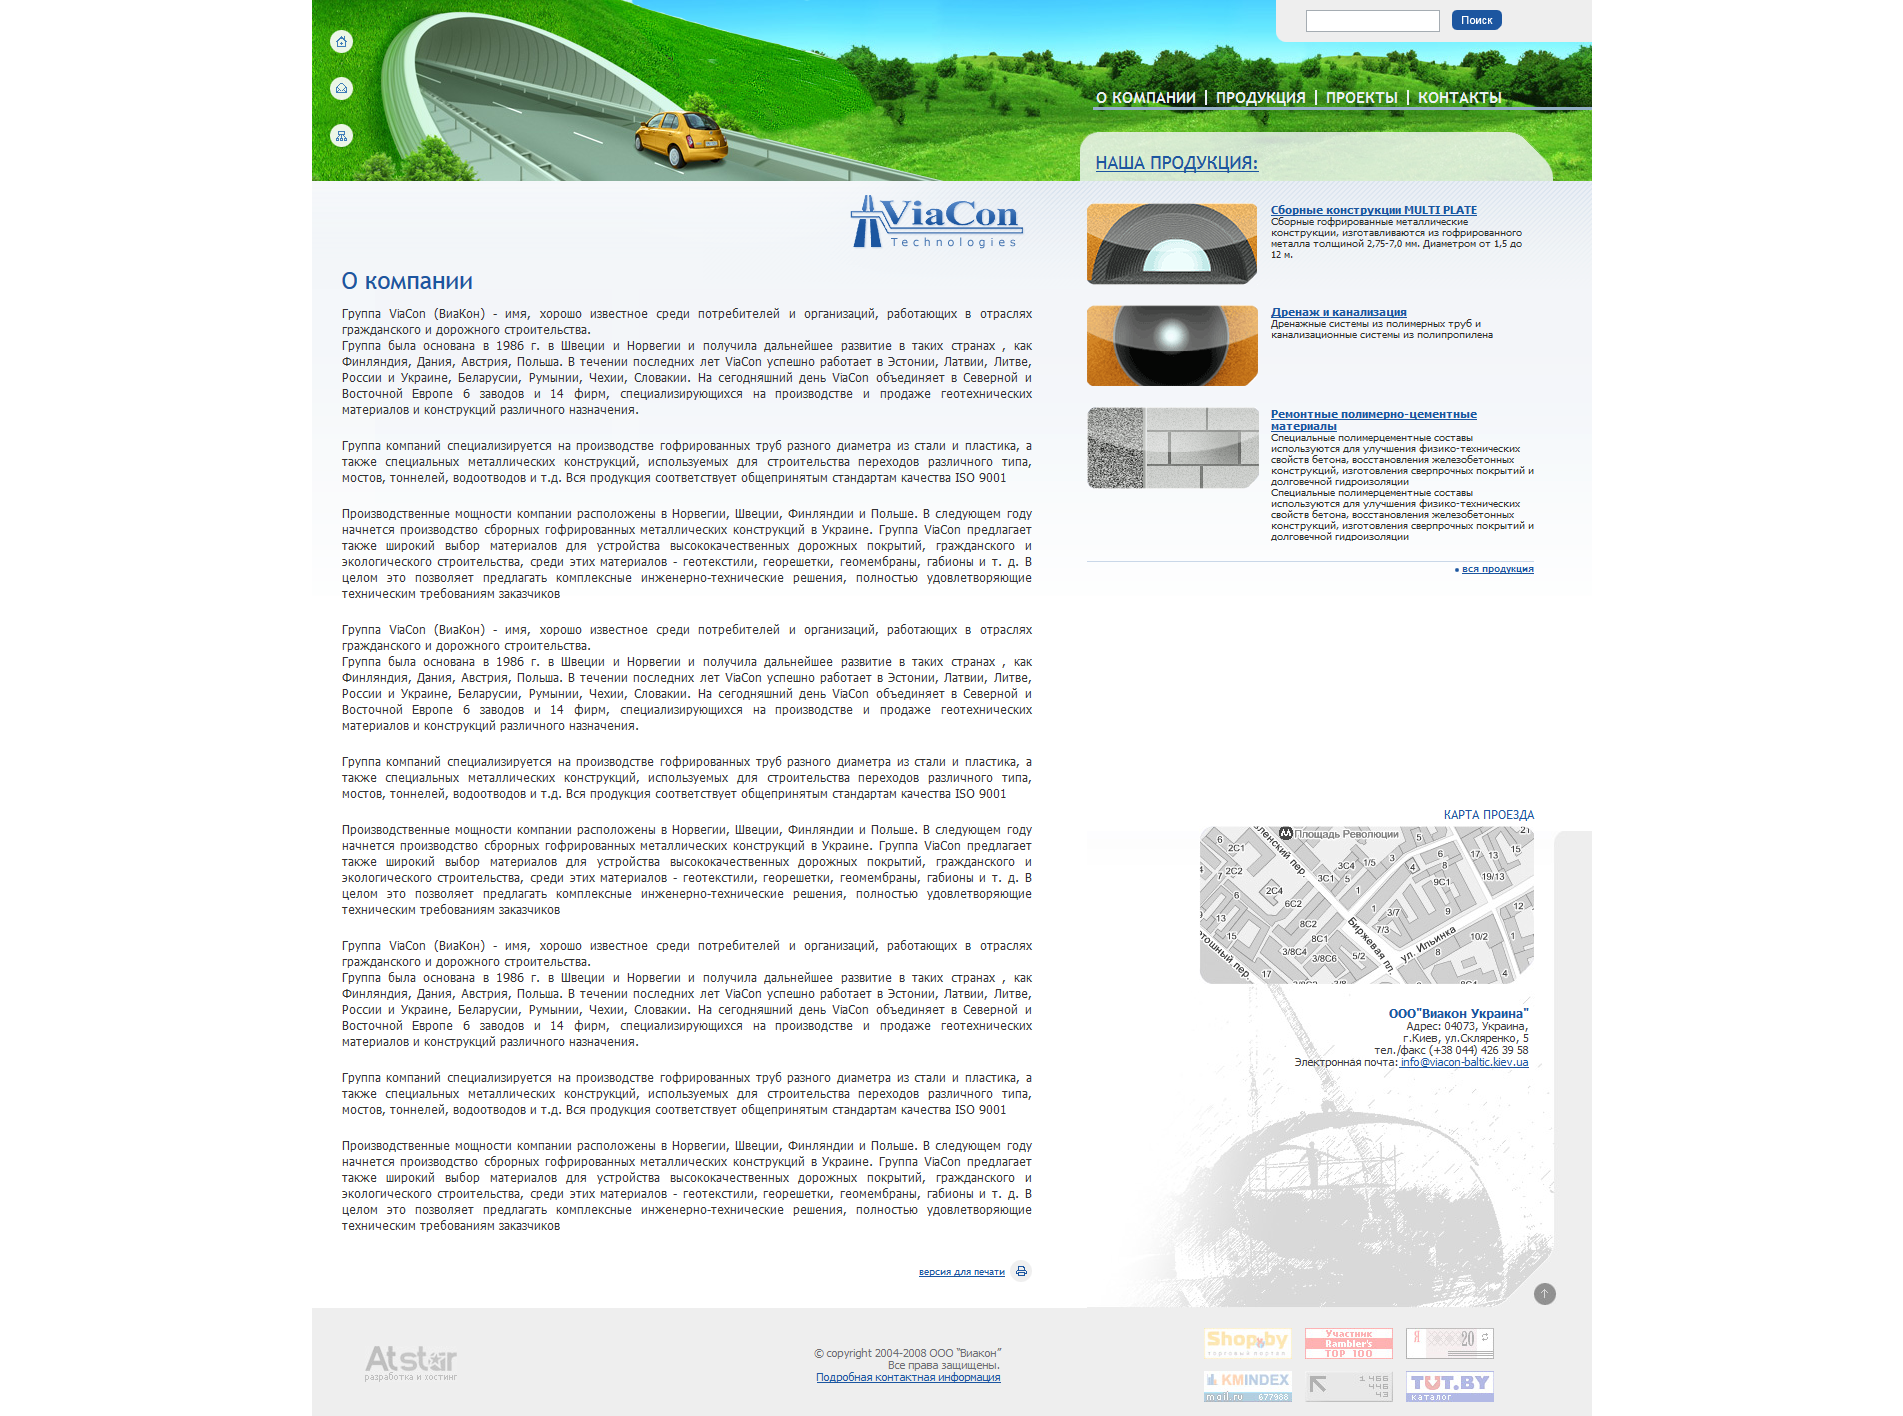 Поиск
О КОМПАНИИ | ПРОДУКЦИЯ | ПРОЕКТЫ | КОНТАКТЫ
НАША ПРОДУКЦИЯ:
ViaCon
Technologies
О компании
Группа ViaCon (ВиаКон) - имя, хорошо известное среди потребителей и организаций, работающих в отраслях
гражданского и дорожного строительства.
Группа была основана в 1986 г. в Швеции и Норвегии и получила дальнейшее развитие в таких странах , как
Финляндия, Дания, Австрия, Польша. В течении последних лет ViaCon успешно работает в Эстонии, Латвии, Литве,
России и Украине, Беларусии, Румынии, Чехии, Словакии. На сегодняшний день ViaCon объединяет в Северной и
Восточной Европе 6 заводов и 14 фирм, специализирующихся на производстве и продаже геотехнических
материалов и конструкций различного назначения.
Группа компаний специализируется на производстве гофрированных труб разного диаметра из стали и пластика, а
также специальных металлических конструкций, используемых для строительства переходов различного типа,
мостов, тоннелей, водоотводов и т.д. Вся продукция соответствует общепринятым стандартам качества ISO 9001
Производственные мощности компании расположены в Норвегии, Швеции, Финляндии и Польше. В следующем году
начнется производство сброрных гофрированных металлических конструкций в Украине. Группа ViaCon предлагает
также широкий выбор материалов для устройства высококачественных дорожных покрытий, гражданского и
экологического строительства, среди этих материалов - геотекстили, георешетки, геомембраны, габионы и т. д. В
целом это позволяет предлагать комплексные инженерно-технические решения, полностью удовлетворяющие
техническим требованиям заказчиков
Группа ViaCon (ВиаКон) - имя, хорошо известное среди потребителей и организаций, работающих в отраслях
гражданского и дорожного строительства.
Группа была основана в 1986 г. в Швеции и Норвегии и получила дальнейшее развитие в таких странах , как
Финляндия, Дания, Австрия, Польша. В течении последних лет ViaCon успешно работает в Эстонии, Латвии, Литве,
России и Украине, Беларусии, Румынии, Чехии, Словакии. На сегодняшний день ViaCon объединяет в Северной и
Восточной Европе 6 заводов и 14 фирм, специализирующихся на производстве и продаже геотехнических
материалов и конструкций различного назначения.
Группа компаний специализируется на производстве гофрированных труб разного диаметра из стали и пластика, а
также специальных металлических конструкций, используемых для строительства переходов различного типа,
мостов, тоннелей, водоотводов и т.д. Вся продукция соответствует общепринятым стандартам качества ISO 9001
Производственные мощности компании расположены в Норвегии, Швеции, Финляндии и Польше. В следующем году
начнется производство сброрных гофрированных металлических конструкций в Украине. Группа ViaCon предлагает
также широкий выбор материалов для устройства высококачественных дорожных покрытий, гражданского и
экологического строительства, среди этих материалов - геотекстили, георешетки, геомембраны, габионы и т. д. В
целом это позволяет предлагать комплексные инженерно-технические решения, полностью удовлетворяющие
техническим требованиям заказчиков
Группа ViaCon (ВиаКон) - имя, хорошо известное среди потребителей и организаций, работающих в отраслях
гражданского и дорожного строительства.
Группа была основана в 1986 г. в Швеции и Норвегии и получила дальнейшее развитие в таких странах , как
Финляндия, Дания, Австрия, Польша. В течении последних лет ViaCon успешно работает в Эстонии, Латвии, Литве,
России и Украине, Беларусии, Румынии, Чехии, Словакии. На сегодняшний день ViaCon объединяет в Северной и
Восточной Европе 6 заводов и 14 фирм, специализирующихся на производстве и продаже геотехнических
материалов и конструкций различного назначения.
Группа компаний специализируется на производстве гофрированных труб разного диаметра из стали и пластика, а
также специальных металлических конструкций, используемых для строительства переходов различного типа,
мостов, тоннелей, водоотводов и т.д. Вся продукция соответствует общепринятым стандартам качества ISO 9001
Производственные мощности компании расположены в Норвегии, Швеции, Финляндии и Польше. В следующем году
начнется производство сброрных гофрированных металлических конструкций в Украине. Группа ViaCon предлагает
также широкий выбор материалов для устройства высококачественных дорожных покрытий, гражданского и
экологического строительства, среди этих материалов - геотекстили, георешетки, геомембраны, габионы и т. д. В
целом это позволяет предлагать комплексные инженерно-технические решения, полностью удовлетворяющие
техническим требованиям заказчиков
версия для печати
Сборные конструкции MULTI PLATE
Сборные гофрированные металлические
конструкции, изготавливаются из гофрированного
металла толщиной 2,75-7,0 мм. Диаметром от 1,5 до
12 м.
Дренаж и канализация
Дренажные системы из полимерных труб и
канализационные системы из полипропилена
Ремонтные полимерно-цементные
материалы
Специальные полимерцементные составы
используются для улучшения физико-технических
свойств бетона, восстановления железобетонных
конструкций, изготовления сверпрочных покрытий и
долговечной гидроизоляции
Специальные полимерцементные составы
используются для улучшения физико-технических
свойств бетона, восстановления железобетонных
конструкций, изготовления сверпрочных покрытий и
долговечной гидроизоляции
вся продукция
КАРТА ПРОЕЗДА
Площадь Революции
Биржевая пл.
ул. Ильинка
ООО"Виакон Украина"
Адрес: 04073, Украина,
г.Киев, ул.Скляренко, 5
тел./факс (+38 044) 426 39 58
Электронная почта: info@viacon-baltic.kiev.ua
Atstar
разработка и хостинг
© copyright 2004-2008 ООО "Виакон"
Все права защищены.
Подробная контактная информация
Shop.by
торговый портал
Участник
Rambler's
TOP 100
Я 20
KMINDEX
mail.ru 677988
1 466
446
43
TUT.BY
каталог